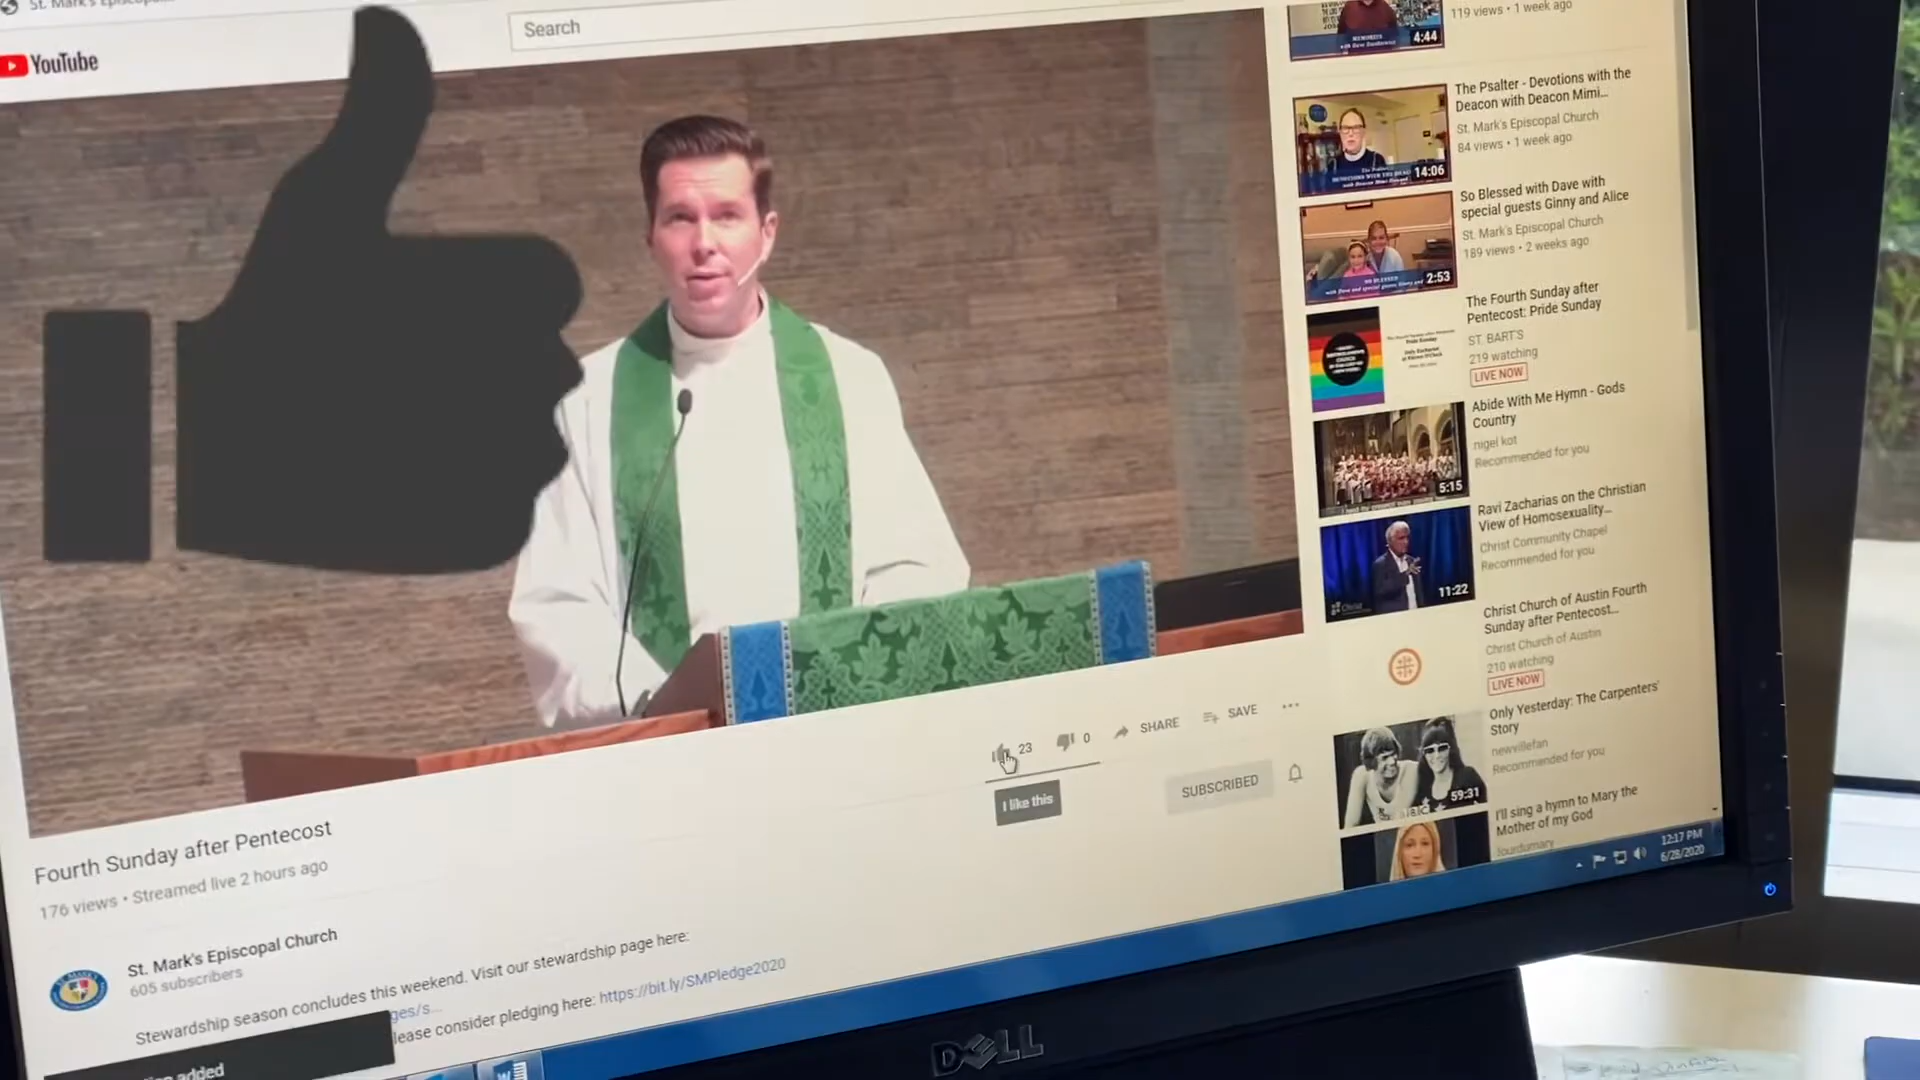 YouTube
Search
119 views • 1 week ago
4:44
The Psalter - Devotions with the
Deacon with Deacon Mimi...
St. Mark's Episcopal Church
84 views • 1 week ago
14:06
So Blessed with Dave with
special guests Ginny and Alice
St. Mark's Episcopal Church
189 views • 2 weeks ago
2:53
The Fourth Sunday after
Pentecost: Pride Sunday
ST. BART'S
219 watching
LIVE NOW
Abide With Me Hymn - Gods
Country
nigel kot
Recommended for you
5:15
Ravi Zacharias on the Christian
View of Homosexuality...
Christ Community Chapel
Recommended for you
11:22
Christ
Christ Church of Austin Fourth
Sunday after Pentecost...
Christ Church of Austin
210 watching
LIVE NOW
Only Yesterday: The Carpenters'
Story
newvillefan
Recommended for you
59:31
I'll sing a hymn to Mary the
Mother of my God
lourdumary
23
0
SHARE
SAVE
I like this
SUBSCRIBED
Fourth Sunday after Pentecost
176 views • Streamed live 2 hours ago
St. Mark's Episcopal Church
605 subscribers
Stewardship season concludes this weekend. Visit our stewardship page here:
ges/s...
lease consider pledging here: https://bit.ly/SMPledge2020
added
12:17 PM
6/28/2020
DELL